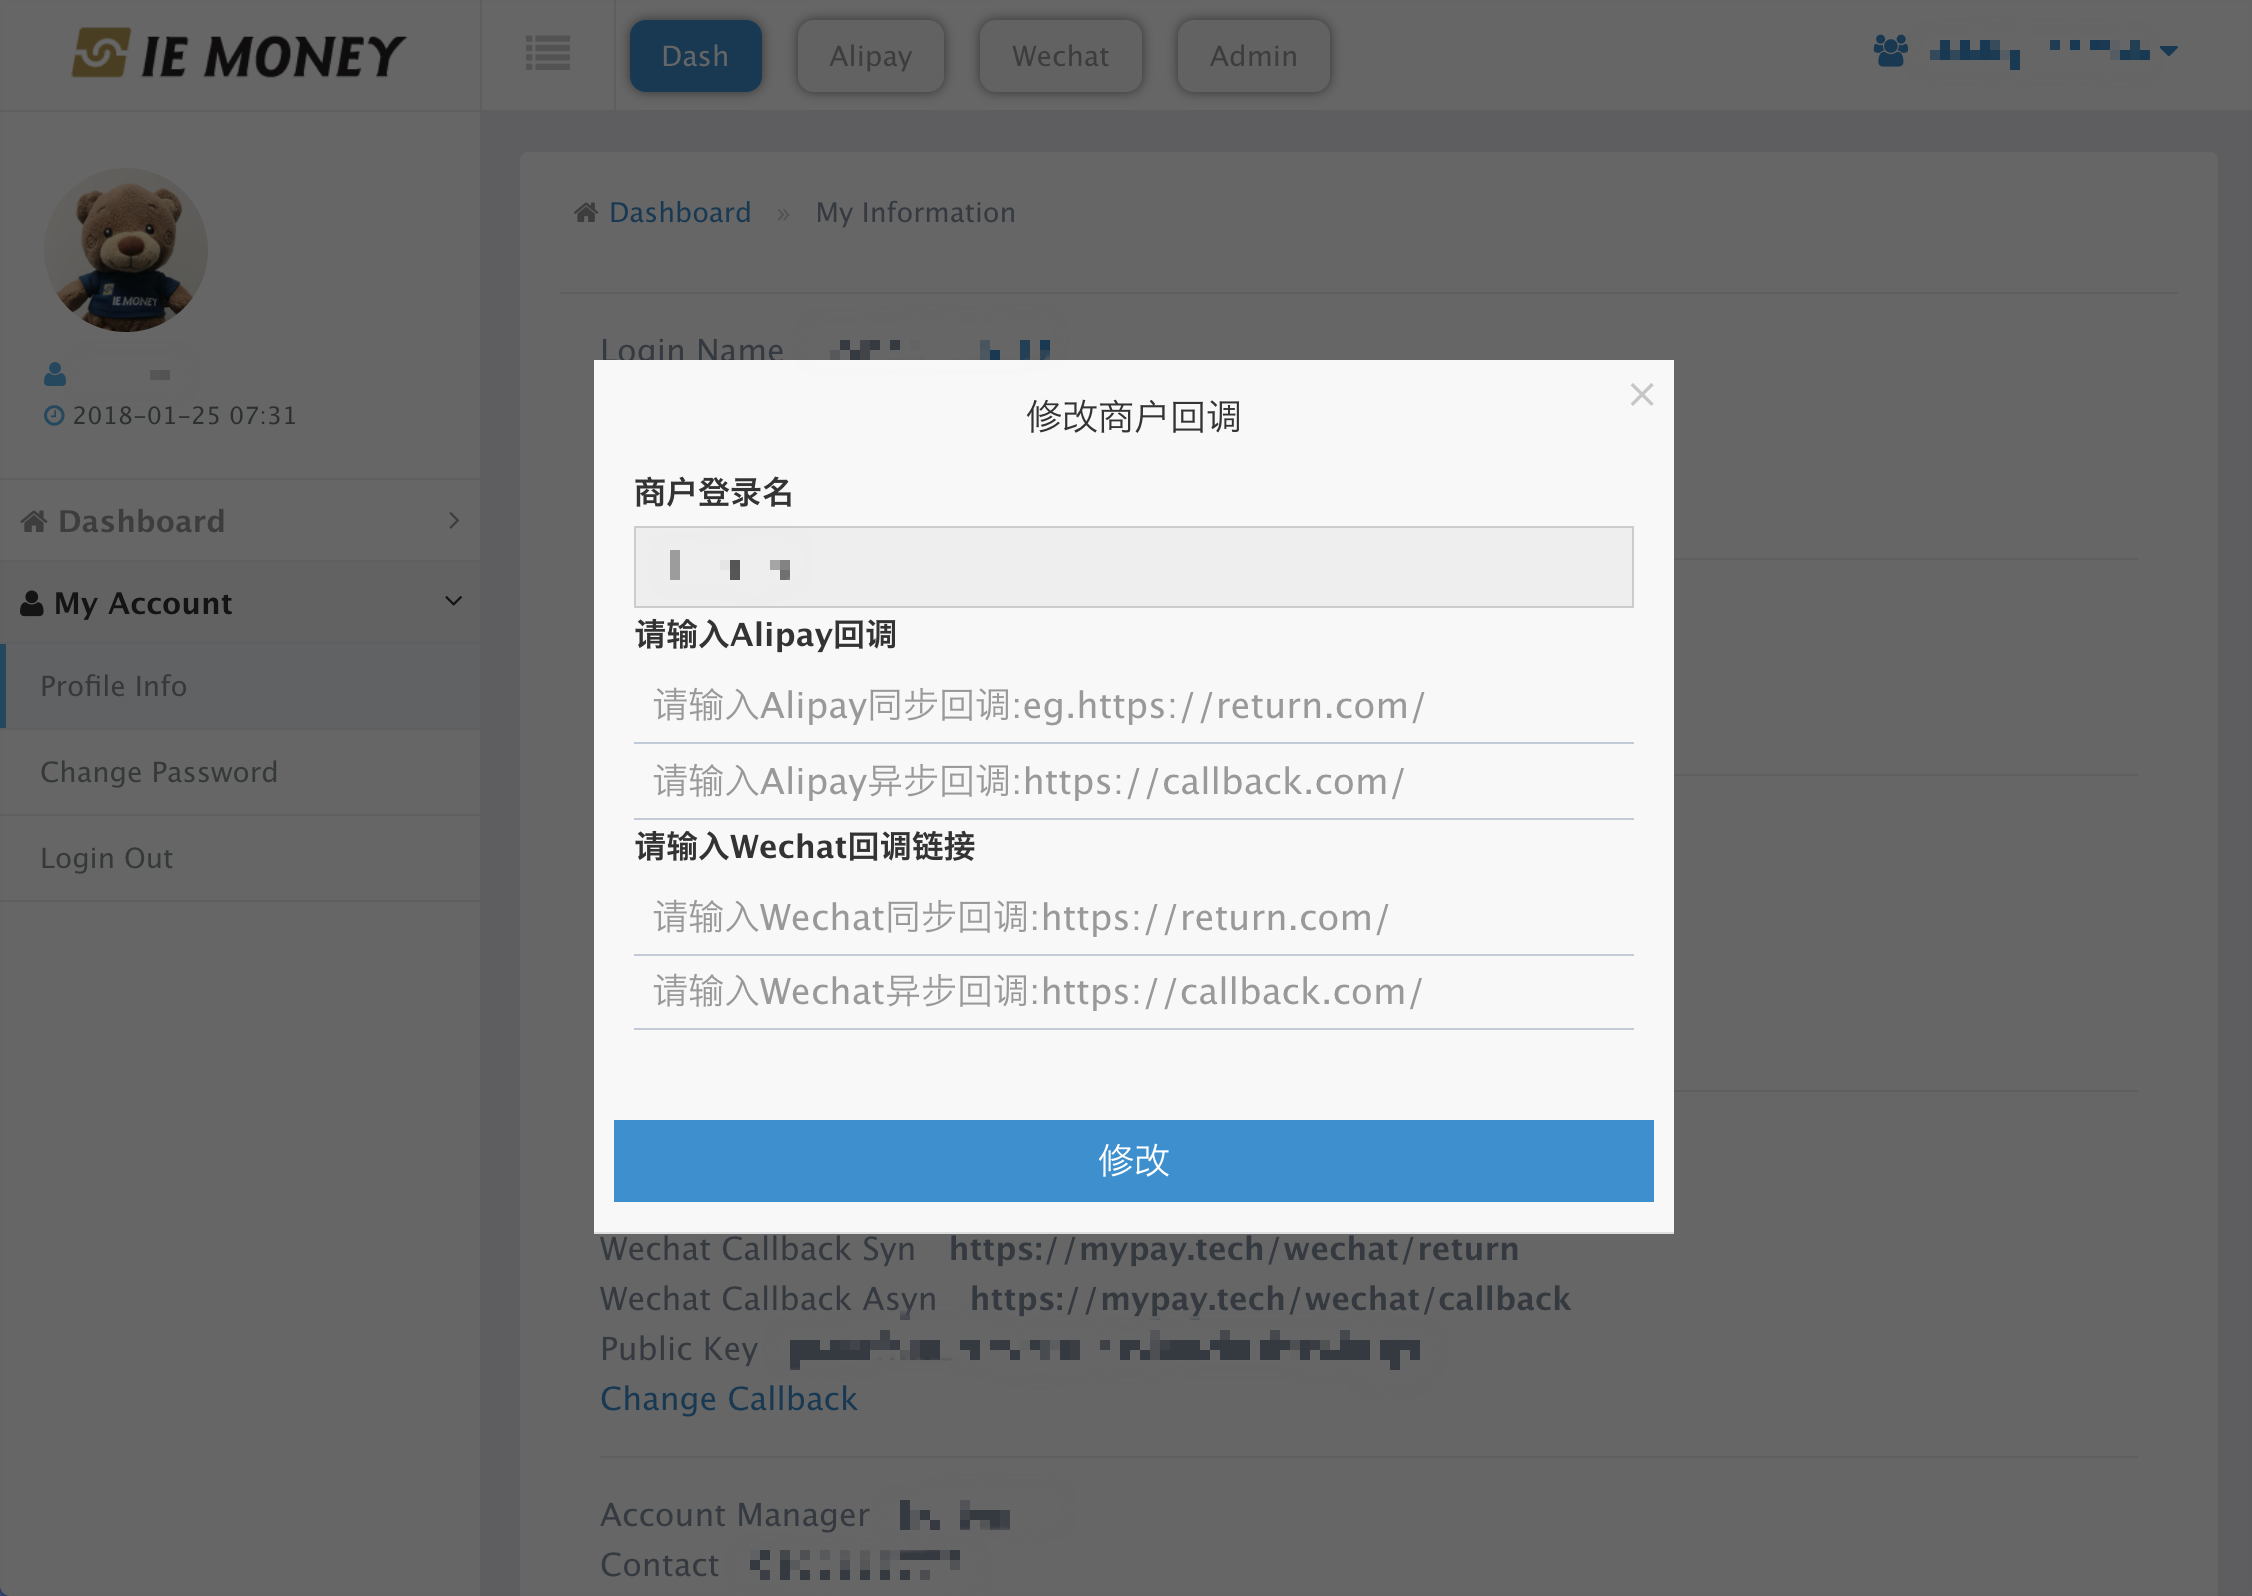 IE MONEY
Dash
Alipay
Wechat
Admin
IE MONEY
2018-01-25 07:31
Dashboard
My Account
Profile Info
Change Password
Login Out
Dashboard » My Information
Login Name
修改商户回调
商户登录名
请输入Alipay回调
请输入Alipay同步回调:eg.https://return.com/
请输入Alipay异步回调:https://callback.com/
请输入Wechat回调链接
请输入Wechat同步回调:https://return.com/
请输入Wechat异步回调:https://callback.com/
修改
Wechat Callback Syn https://mypay.tech/wechat/return
Wechat Callback Asyn https://mypay.tech/wechat/callback
Public Key
Change Callback
Account Manager
Contact